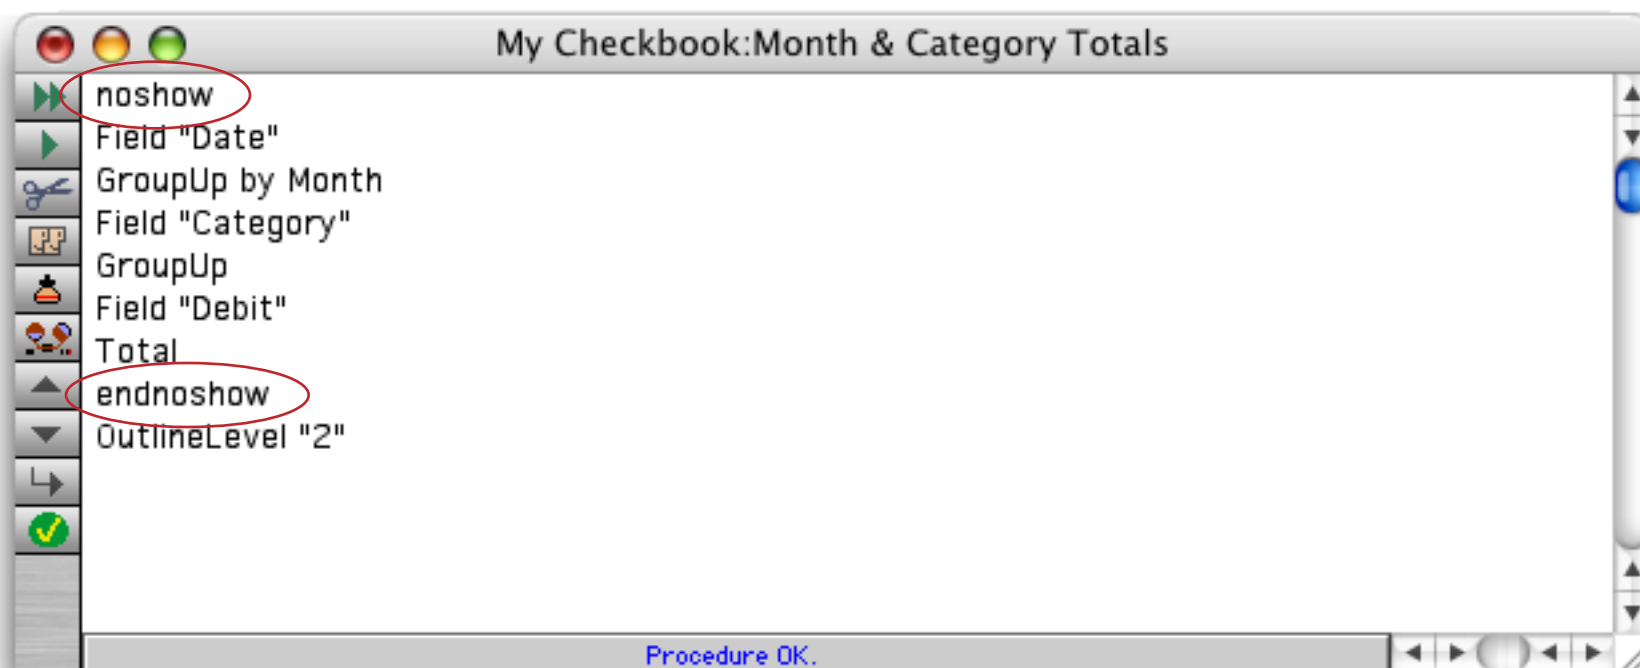 My Checkbook:Month & Category Totals
noshow
Field "Date"
GroupUp by Month
Field "Category"
GroupUp
Field "Debit"
Total
endnoshow
OutlineLevel "2"
Procedure OK.